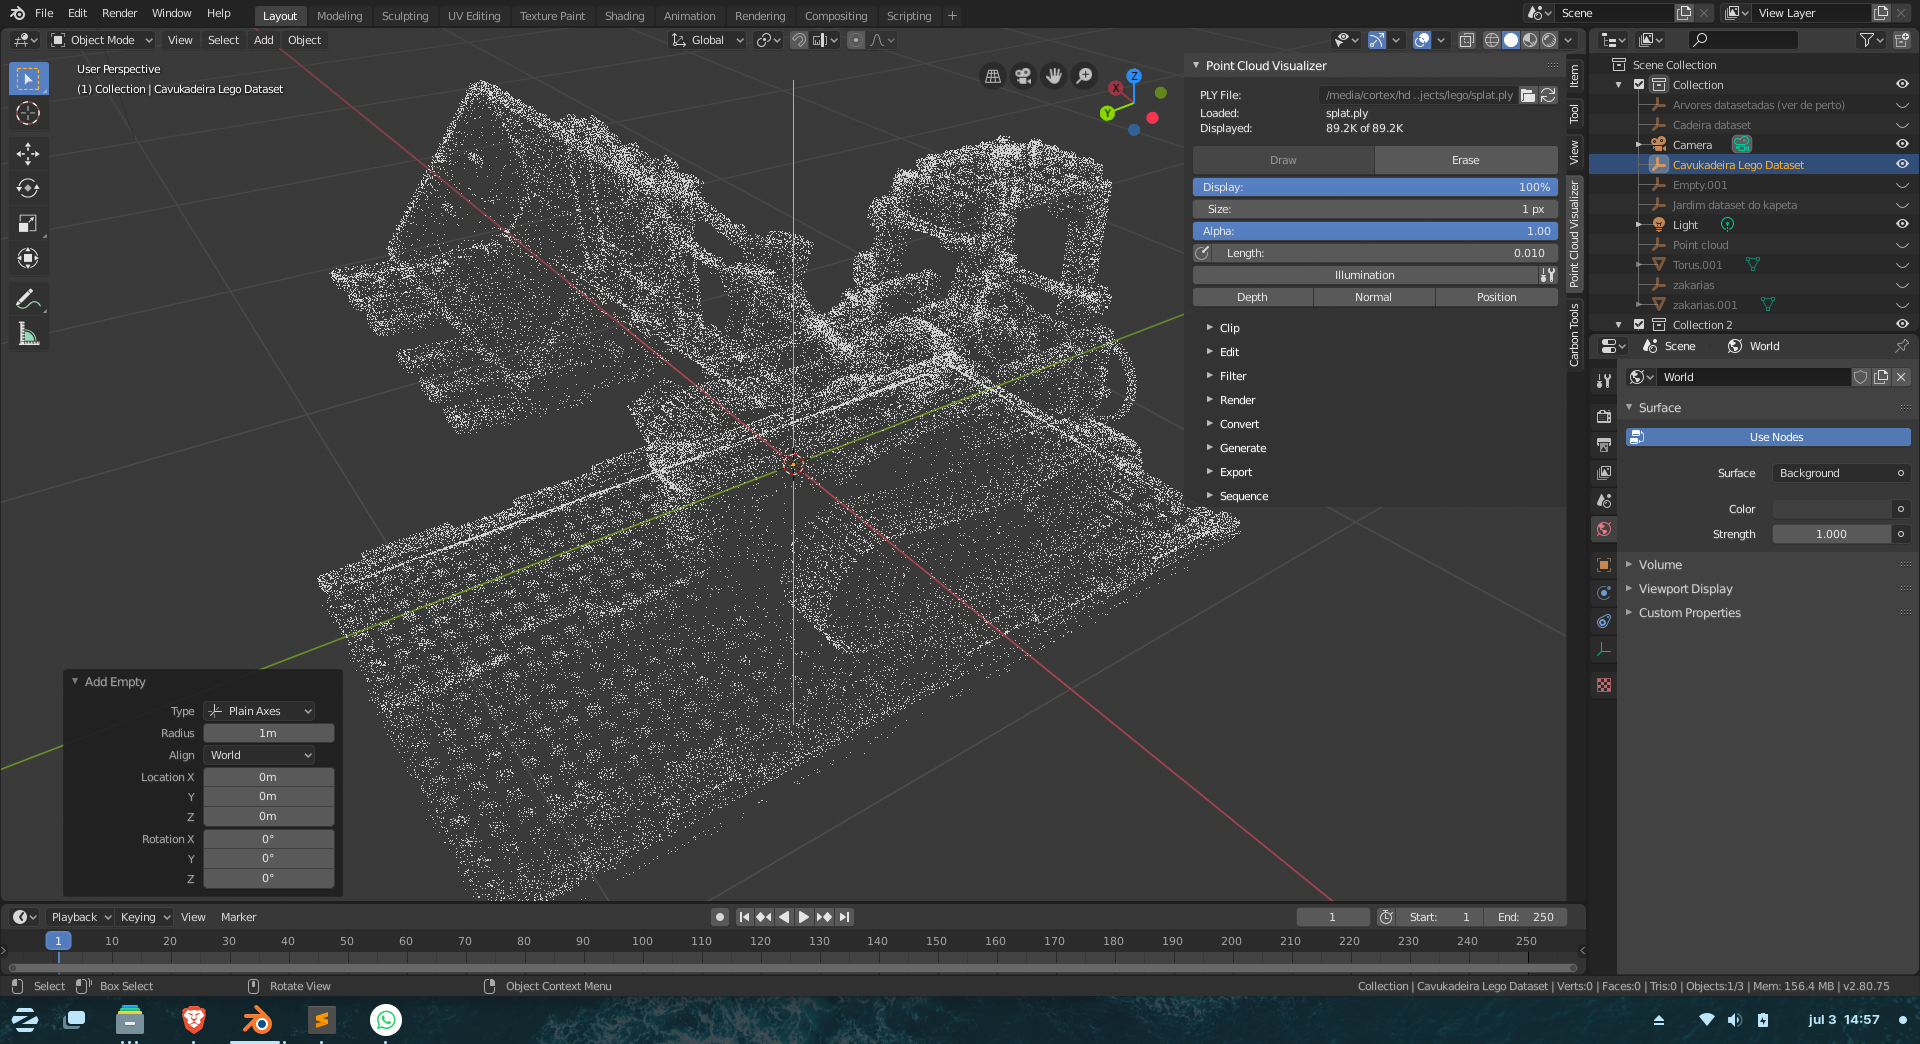 File Edit Render Window Help
Layout Modeling Sculpting UV Editing Texture Paint Shading Animation Rendering Compositing Scripting +
Scene
View Layer
Object Mode View Select Add Object
Global
User Perspective
(1) Collection | Cavukadeira Lego Dataset
Z
X
Y
Point Cloud Visualizer
PLY File: /media/cortex/hd ..jects/lego/splat.ply
Loaded: splat.ply
Displayed: 89.2K of 89.2K
Draw Erase
Display: 100%
Size: 1 px
Alpha: 1.00
Length: 0.010
Illumination
Depth Normal Position
Clip
Edit
Filter
Render
Convert
Generate
Export
Sequence
Item
Tool
View
Point Cloud Visualizer
Carbon Tools
Scene Collection
Collection
Arvores datasetadas (ver de perto)
Cadeira dataset
Camera
Cavukadeira Lego Dataset
Empty.001
Jardim dataset do kapeta
Light
Point cloud
Torus.001
zakarias
zakarias.001
Collection 2
Scene World
World
Surface
Use Nodes
Surface Background
Color
Strength 1.000
Volume
Viewport Display
Custom Properties
Add Empty
Type Plain Axes
Radius 1m
Align World
Location X 0m
Y 0m
Z 0m
Rotation X 0°
Y 0°
Z 0°
Playback Keying View Marker
1 Start: 1 End: 250
1 10 20 30 40 50 60 70 80 90 100 110 120 130 140 150 160 170 180 190 200 210 220 230 240 250
Select Box Select Rotate View Object Context Menu
Collection | Cavukadeira Lego Dataset | Verts:0 | Faces:0 | Tris:0 | Objects:1/3 | Mem: 156.4 MB | v2.80.75
jul 3 14:57